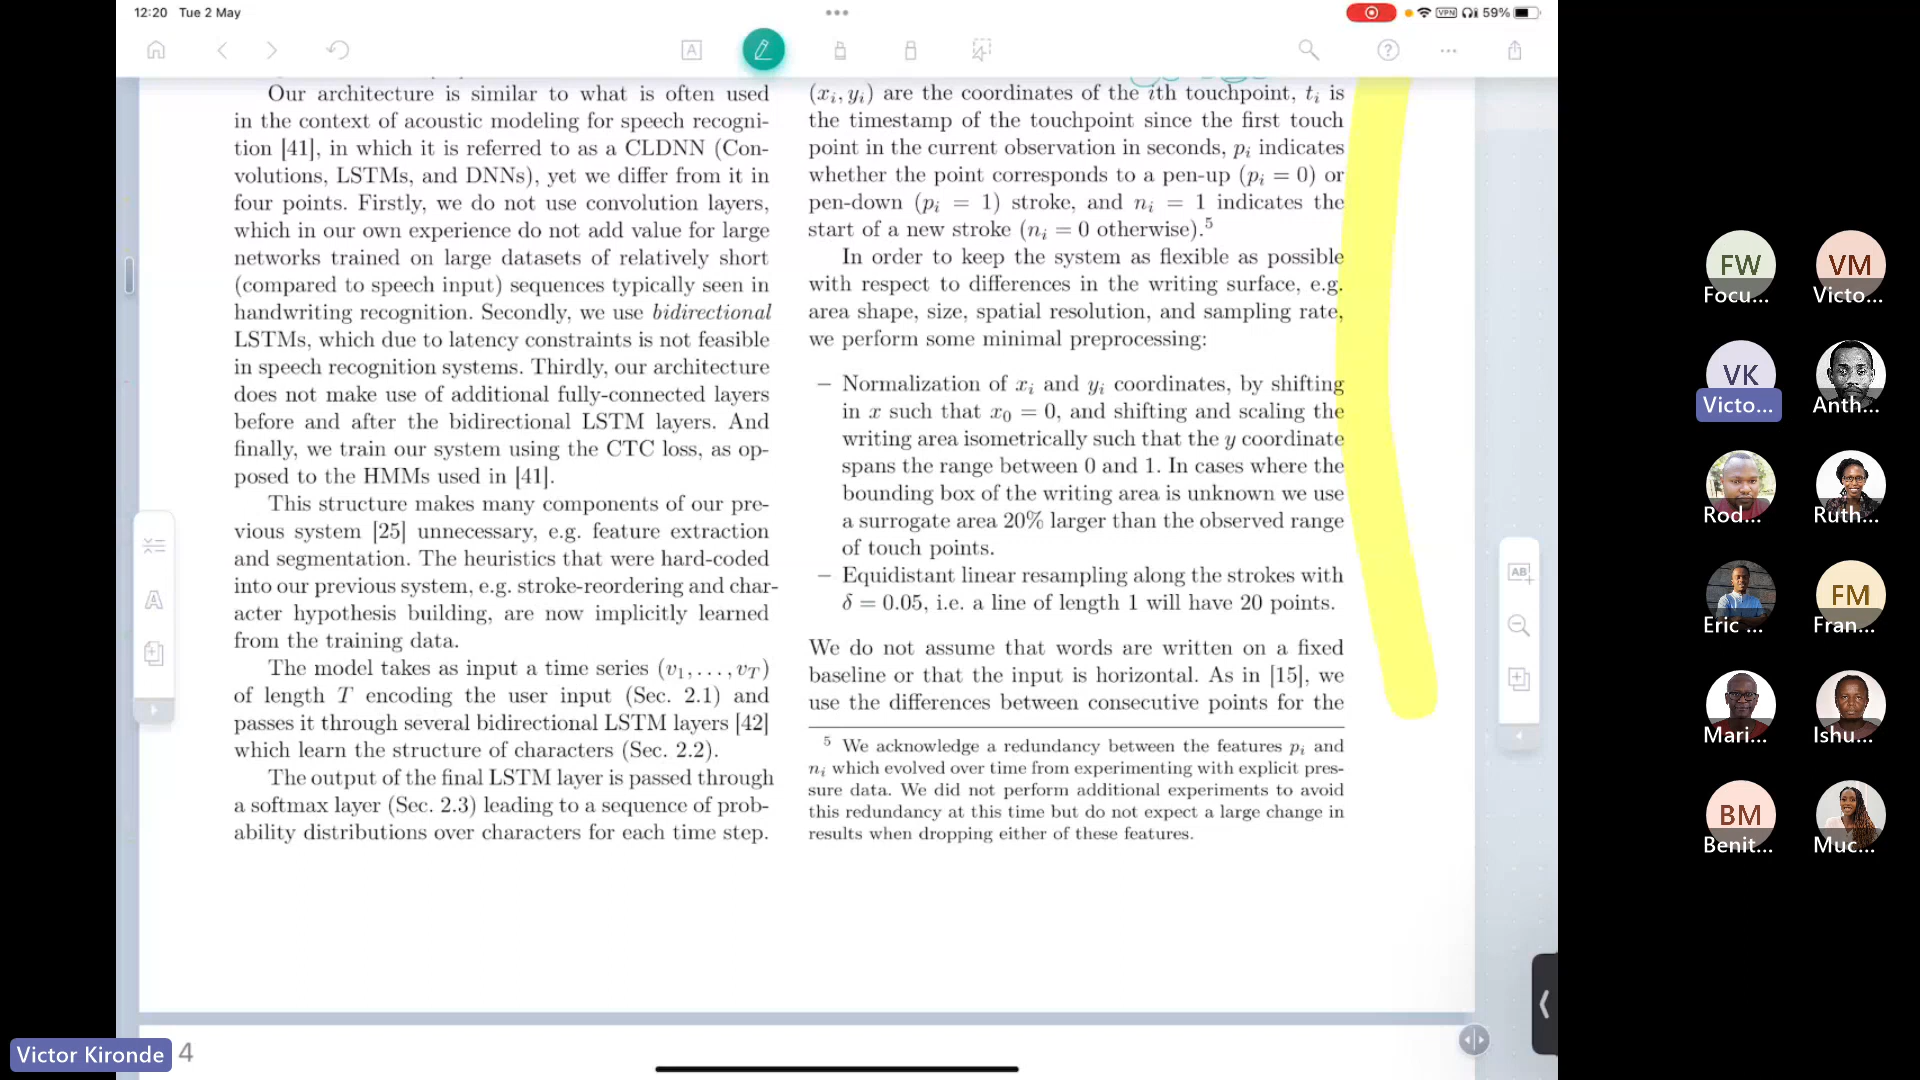 12:20 Tue 2 May
VPN 59%
Our architecture is similar to what is often used
in the context of acoustic modeling for speech recogni-
tion [41], in which it is referred to as a CLDNN (Con-
volutions, LSTMs, and DNNs), yet we differ from it in
four points. Firstly, we do not use convolution layers,
which in our own experience do not add value for large
networks trained on large datasets of relatively short
(compared to speech input) sequences typically seen in
handwriting recognition. Secondly, we use bidirectional
LSTMs, which due to latency constraints is not feasible
in speech recognition systems. Thirdly, our architecture
does not make use of additional fully-connected layers
before and after the bidirectional LSTM layers. And
finally, we train our system using the CTC loss, as op-
posed to the HMMs used in [41].
This structure makes many components of our pre-
vious system [25] unnecessary, e.g. feature extraction
and segmentation. The heuristics that were hard-coded
into our previous system, e.g. stroke-reordering and char-
acter hypothesis building, are now implicitly learned
from the training data.
The model takes as input a time series (v₁, . . . , v_T)
of length T encoding the user input (Sec. 2.1) and
passes it through several bidirectional LSTM layers [42]
which learn the structure of characters (Sec. 2.2).
The output of the final LSTM layer is passed through
a softmax layer (Sec. 2.3) leading to a sequence of prob-
ability distributions over characters for each time step.
(xᵢ, yᵢ) are the coordinates of the ith touchpoint, tᵢ is
the timestamp of the touchpoint since the first touch
point in the current observation in seconds, pᵢ indicates
whether the point corresponds to a pen-up (pᵢ = 0) or
pen-down (pᵢ = 1) stroke, and nᵢ = 1 indicates the
start of a new stroke (nᵢ = 0 otherwise).⁵
In order to keep the system as flexible as possible
with respect to differences in the writing surface, e.g.
area shape, size, spatial resolution, and sampling rate,
we perform some minimal preprocessing:
– Normalization of xᵢ and yᵢ coordinates, by shifting
in x such that x₀ = 0, and shifting and scaling the
writing area isometrically such that the y coordinate
spans the range between 0 and 1. In cases where the
bounding box of the writing area is unknown we use
a surrogate area 20% larger than the observed range
of touch points.
– Equidistant linear resampling along the strokes with
δ = 0.05, i.e. a line of length 1 will have 20 points.
We do not assume that words are written on a fixed
baseline or that the input is horizontal. As in [15], we
use the differences between consecutive points for the
⁵ We acknowledge a redundancy between the features pᵢ and
nᵢ which evolved over time from experimenting with explicit pres-
sure data. We did not perform additional experiments to avoid
this redundancy at this time but do not expect a large change in
results when dropping either of these features.
4
Victor Kironde
FW VM
Focu... Victo...
VK
Victo... Anth...
Rod... Ruth...
FM
Eric ... Fran...
Mari... Ishu...
BM
Benit... Muc...